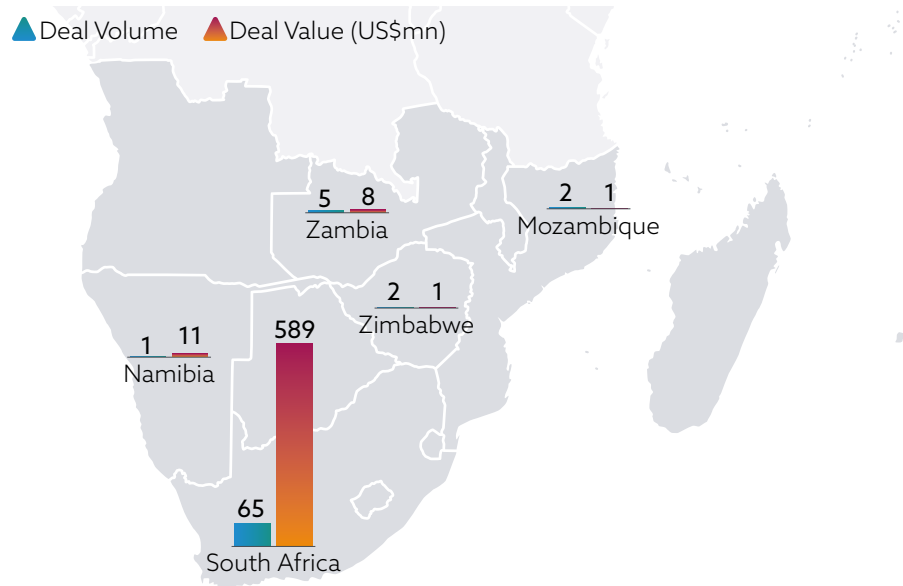 Deal Volume Deal Value (US$mn)
5 8
Zambia
2 1
Mozambique
2 1
Zimbabwe
1 11
Namibia
589
65
South Africa